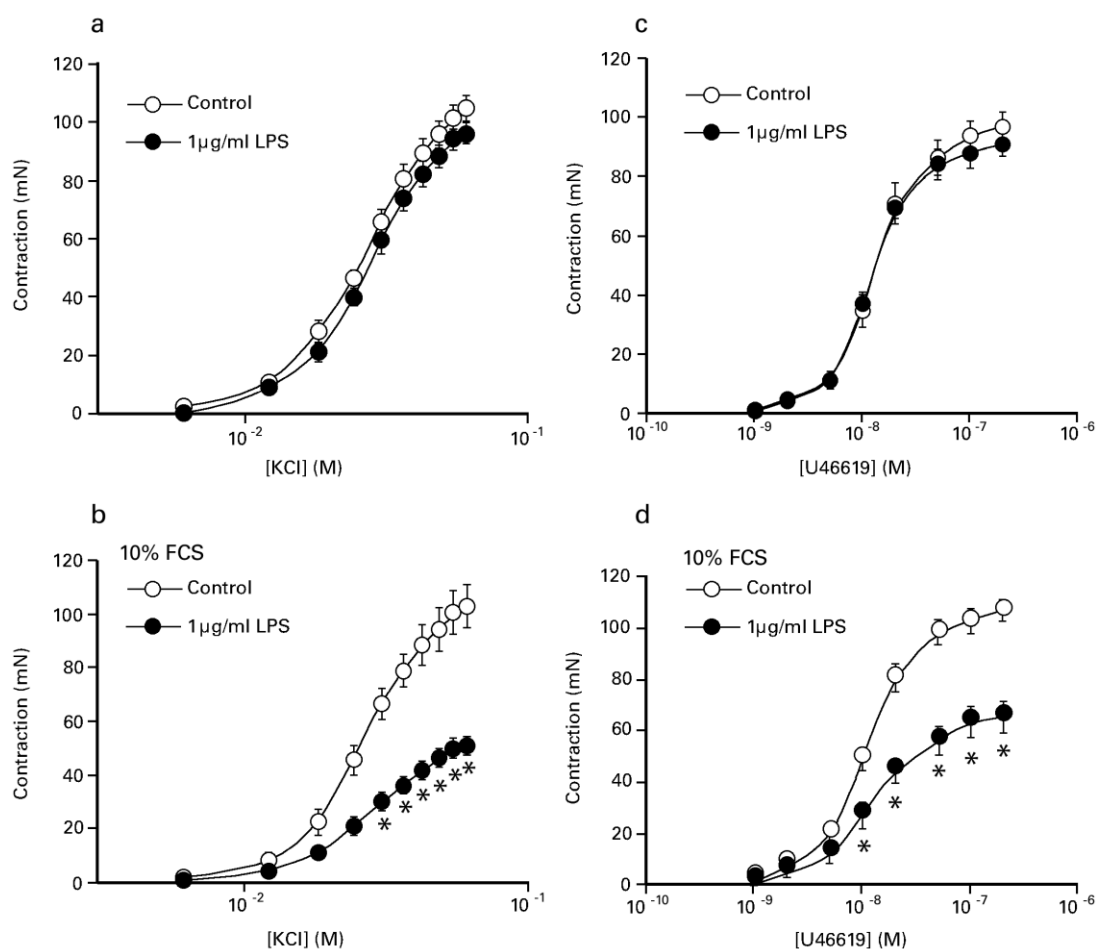 a
120
100
80
60
40
20
0
Contraction (mN)
Control
1µg/ml LPS
10⁻²
10⁻¹
[KCl] (M)
c
120
100
80
60
40
20
0
Contraction (mN)
Control
1µg/ml LPS
10⁻¹⁰
10⁻⁹
10⁻⁸
10⁻⁷
10⁻⁶
[U46619] (M)
b
10% FCS
120
100
80
60
40
20
0
Contraction (mN)
Control
1µg/ml LPS
* * * * * *
10⁻²
10⁻¹
[KCl] (M)
d
10% FCS
120
100
80
60
40
20
0
Contraction (mN)
Control
1µg/ml LPS
* * * * *
10⁻¹⁰
10⁻⁹
10⁻⁸
10⁻⁷
10⁻⁶
[U46619] (M)